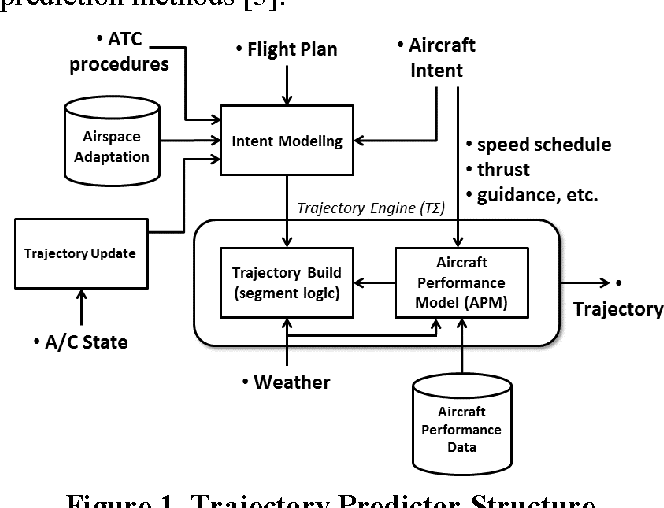 prediction methods [3].
• ATC
procedures
• Flight Plan
• Aircraft
Intent
Airspace
Adaptation
Intent Modeling
• speed schedule
• thrust
• guidance, etc.
Trajectory Engine (TΣ)
Trajectory Update
Trajectory Build
(segment logic)
Aircraft
Performance
Model (APM)
•
Trajectory
• A/C State
• Weather
Aircraft
Performance
Data
Figure 1. Trajectory Predictor Structure